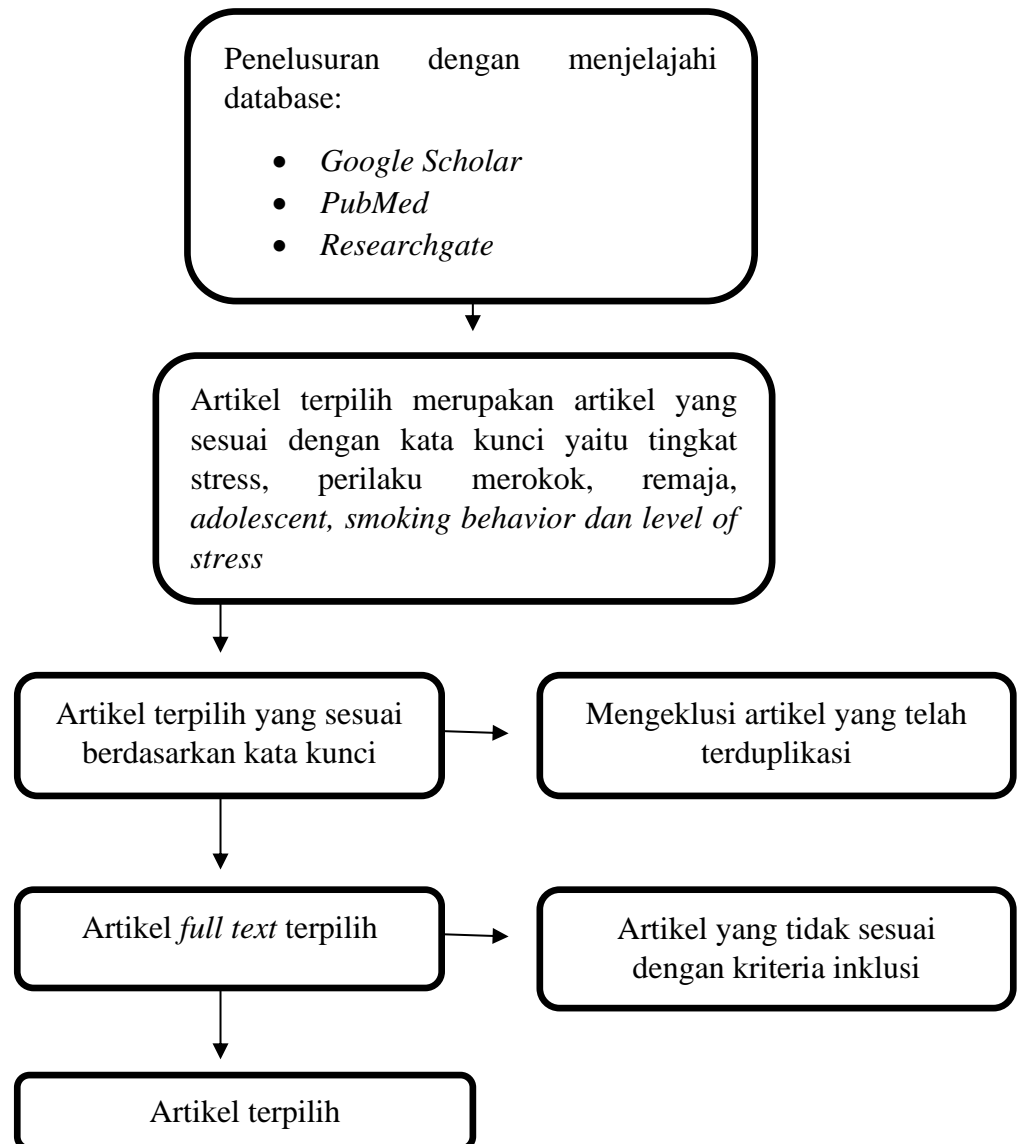 Penelusuran dengan menjelajahi
database:
• Google Scholar
• PubMed
• Researchgate
Artikel terpilih merupakan artikel yang
sesuai dengan kata kunci yaitu tingkat
stress, perilaku merokok, remaja,
adolescent, smoking behavior dan level of
stress
Artikel terpilih yang sesuai
berdasarkan kata kunci
Mengeklusi artikel yang telah
terduplikasi
Artikel full text terpilih
Artikel yang tidak sesuai
dengan kriteria inklusi
Artikel terpilih